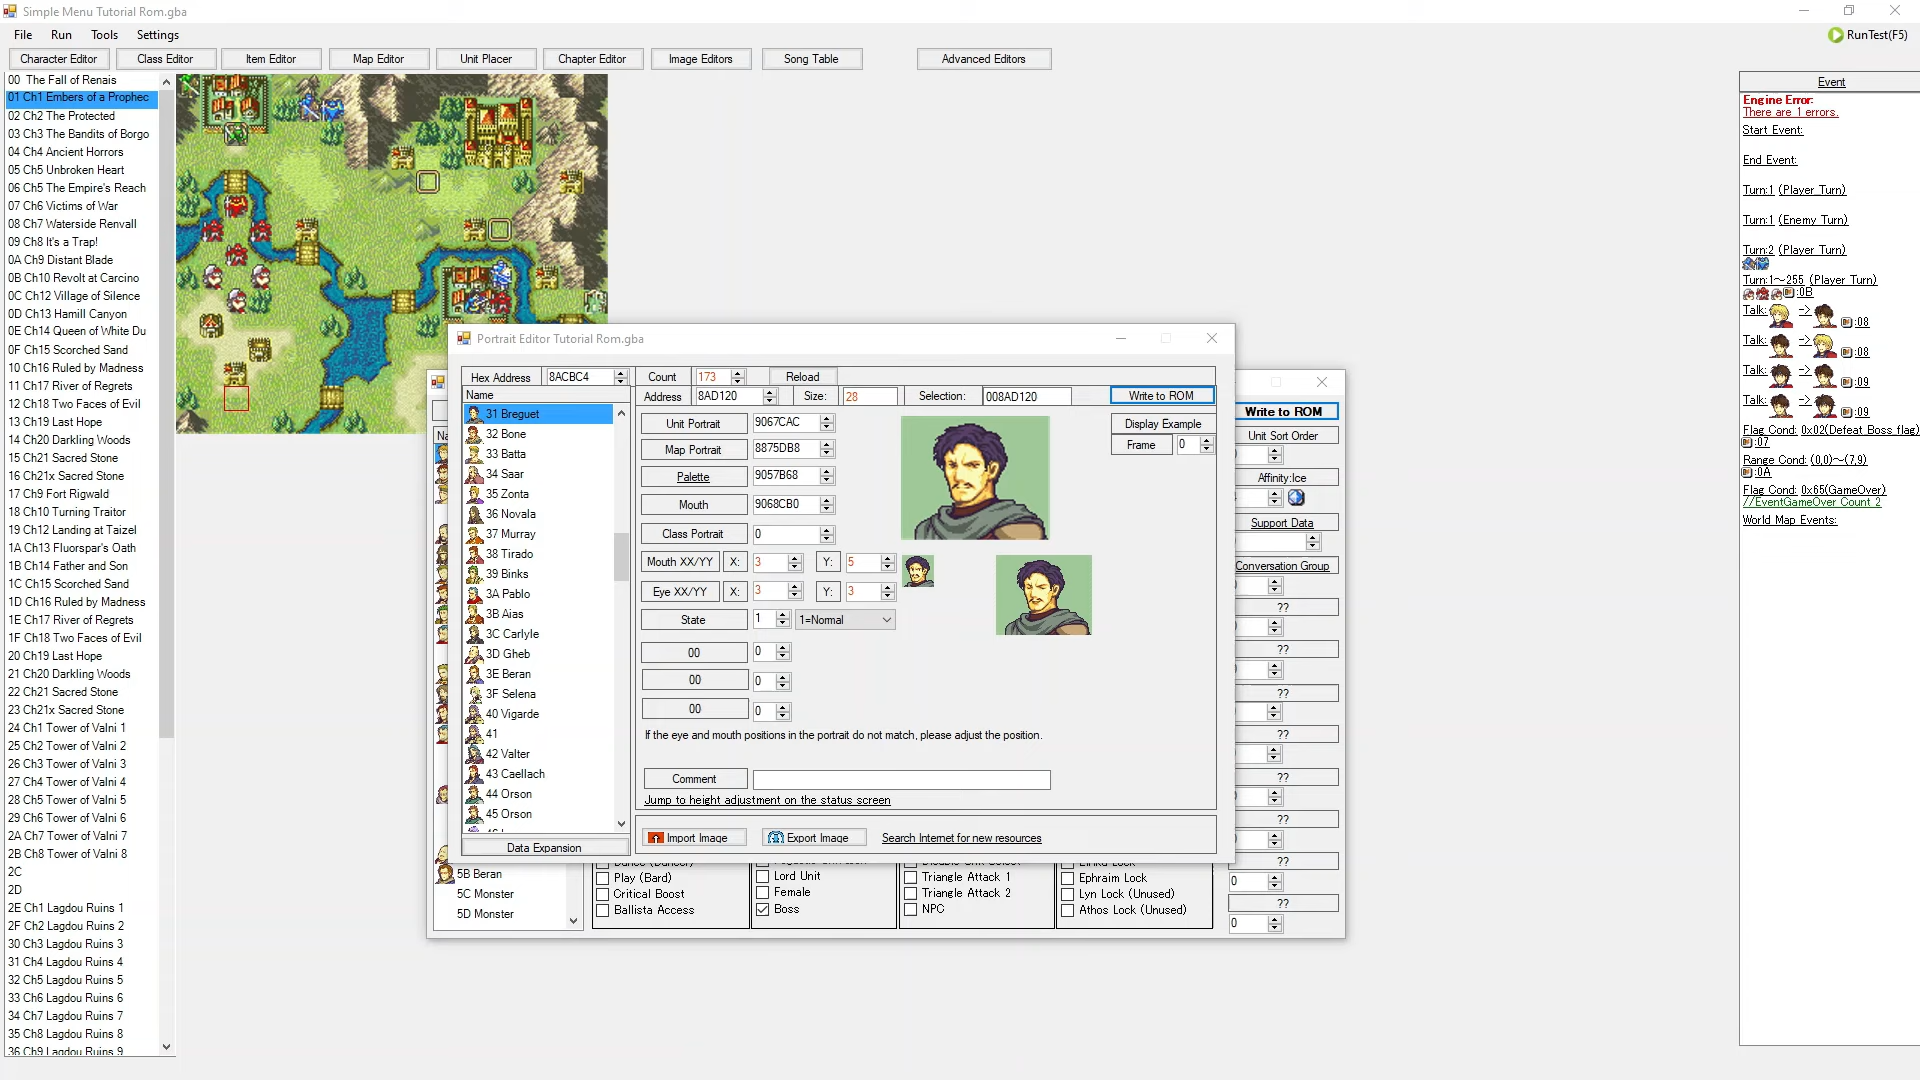 Simple Menu Tutorial Rom.gba
File Run Tools Settings
RunTest(F5)
Character Editor Class Editor Item Editor Map Editor Unit Placer Chapter Editor Image Editors Song Table Advanced Editors
00 The Fall of Renais
01 Ch1 Embers of a Prophec
02 Ch2 The Protected
03 Ch3 The Bandits of Borgo
04 Ch4 Ancient Horrors
05 Ch5 Unbroken Heart
06 Ch5 The Empire's Reach
07 Ch6 Victims of War
08 Ch7 Waterside Renvall
09 Ch8 It's a Trap!
0A Ch9 Distant Blade
0B Ch10 Revolt at Carcino
0C Ch12 Village of Silence
0D Ch13 Hamill Canyon
0E Ch14 Queen of White Du
0F Ch15 Scorched Sand
10 Ch16 Ruled by Madness
11 Ch17 River of Regrets
12 Ch18 Two Faces of Evil
13 Ch19 Last Hope
14 Ch20 Darkling Woods
15 Ch21 Sacred Stone
16 Ch21x Sacred Stone
17 Ch9 Fort Rigwald
18 Ch10 Turning Traitor
19 Ch12 Landing at Taizel
1A Ch13 Fluorspar's Oath
1B Ch14 Father and Son
1C Ch15 Scorched Sand
1D Ch16 Ruled by Madness
1E Ch17 River of Regrets
1F Ch18 Two Faces of Evil
20 Ch19 Last Hope
21 Ch20 Darkling Woods
22 Ch21 Sacred Stone
23 Ch21x Sacred Stone
24 Ch1 Tower of Valni 1
25 Ch2 Tower of Valni 2
26 Ch3 Tower of Valni 3
27 Ch4 Tower of Valni 4
28 Ch5 Tower of Valni 5
29 Ch6 Tower of Valni 6
2A Ch7 Tower of Valni 7
2B Ch8 Tower of Valni 8
2C
2D
2E Ch1 Lagdou Ruins 1
2F Ch2 Lagdou Ruins 2
30 Ch3 Lagdou Ruins 3
31 Ch4 Lagdou Ruins 4
32 Ch5 Lagdou Ruins 5
33 Ch6 Lagdou Ruins 6
34 Ch7 Lagdou Ruins 7
35 Ch8 Lagdou Ruins 8
36 Ch9 Lagdou Ruins 9
Portrait Editor Tutorial Rom.gba
Hex Address 8ACBC4 Count 173 Reload
Name
Address 8AD120 Size: 28 Selection: 008AD120 Write to ROM
31 Breguet
32 Bone
33 Batta
34 Saar
35 Zonta
36 Novala
37 Murray
38 Tirado
39 Binks
3A Pablo
3B Aias
3C Carlyle
3D Gheb
3E Beran
3F Selena
40 Vigarde
41
42 Valter
43 Caellach
44 Orson
45 Orson
Data Expansion
Unit Portrait 9067CAC
Map Portrait 8875DB8
Palette 9057B68
Mouth 9068CB0
Class Portrait 0
Mouth XX/YY X: 3 Y: 5
Eye XX/YY X: 3 Y: 3
State 1 1=Normal
00 0
00 0
00 0
Display Example
Frame 0
If the eye and mouth positions in the portrait do not match, please adjust the position.
Comment
Jump to height adjustment on the status screen
Import Image Export Image Search Internet for new resources
5B Beran
5C Monster
5D Monster
Play (Bard)
Critical Boost
Ballista Access
Lord Unit
Female
Boss
Triangle Attack 1
Triangle Attack 2
NPC
Ephraim Lock
Lyn Lock (Unused)
Athos Lock (Unused)
Write to ROM
Unit Sort Order
Affinity:Ice
Support Data
Conversation Group
??
??
??
??
??
??
??
0
??
0
Event
Engine Error:
There are 1 errors.
Start Event:
End Event:
Turn:1 (Player Turn)
Turn:1 (Enemy Turn)
Turn:2 (Player Turn)
Turn:1~255 (Player Turn)
:0B
Talk: -> :08
Talk: -> :08
Talk: -> :09
Talk: -> :09
Flag Cond: 0x02(Defeat Boss flag)
:07
Range Cond: (0,0)~(7,9)
:0A
Flag Cond: 0x65(GameOver)
//EventGameOver Count 2
World Map Events: